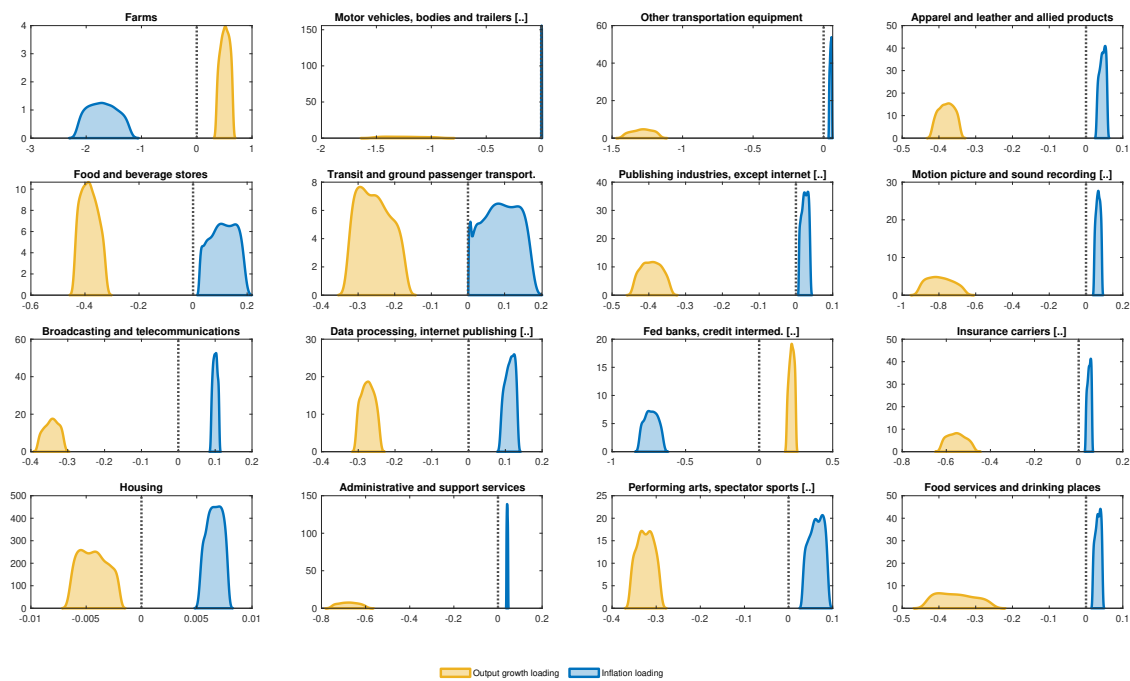 Farms
4
3
2
1
0
-3 -2 -1 0 1
Motor vehicles, bodies and trailers [..]
150
100
50
0
-2 -1.5 -1 -0.5 0
Other transportation equipment
60
40
20
0
-1.5 -1 -0.5 0
Apparel and leather and allied products
50
40
30
20
10
0
-0.5 -0.4 -0.3 -0.2 -0.1 0 0.1
Food and beverage stores
10
8
6
4
2
0
-0.6 -0.4 -0.2 0 0.2
Transit and ground passenger transport.
8
6
4
2
0
-0.4 -0.3 -0.2 -0.1 0 0.1 0.2
Publishing industries, except internet [..]
40
30
20
10
0
-0.5 -0.4 -0.3 -0.2 -0.1 0 0.1
Motion picture and sound recording [..]
30
20
10
0
-1 -0.8 -0.6 -0.4 -0.2 0 0.2
Broadcasting and telecommunications
60
40
20
0
-0.4 -0.3 -0.2 -0.1 0 0.1 0.2
Data processing, internet publishing [..]
30
20
10
0
-0.4 -0.3 -0.2 -0.1 0 0.1 0.2
Fed banks, credit intermed. [..]
20
15
10
5
0
-1 -0.5 0 0.5
Insurance carriers [..]
50
40
30
20
10
0
-0.8 -0.6 -0.4 -0.2 0 0.2
Housing
500
400
300
200
100
0
-0.01 -0.005 0 0.005 0.01
Administrative and support services
150
100
50
0
-0.8 -0.6 -0.4 -0.2 0 0.2
Performing arts, spectator sports [..]
25
20
15
10
5
0
-0.4 -0.3 -0.2 -0.1 0 0.1
Food services and drinking places
50
40
30
20
10
0
-0.5 -0.4 -0.3 -0.2 -0.1 0 0.1
Output growth loading Inflation loading